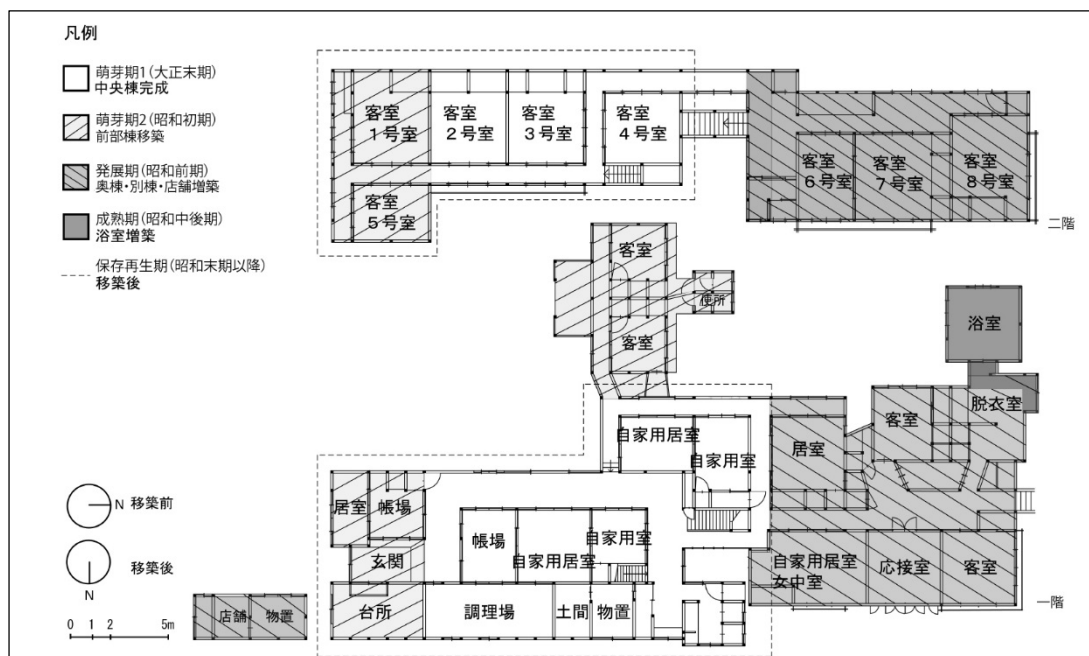 凡例
萌芽期1（大正末期）
中央棟完成
萌芽期2（昭和初期）
前部棟移築
発展期（昭和前期）
奥棟・別棟・店舗増築
成熟期（昭和中後期）
浴室増築
保存再生期（昭和末期以降）
移築後
客室
1号室
客室
2号室
客室
3号室
客室
4号室
客室
5号室
客室
6号室
客室
7号室
客室
8号室
二階
客室
便所
客室
浴室
脱衣室
客室
居室
自家用居室
自家用室
居室
帳場
玄関
帳場
自家用居室
自家用室
台所
調理場
土間
物置
自家用居室
女中室
応接室
客室
一階
店舗
物置
N 移築前
移築後
N
0 1 2 5m